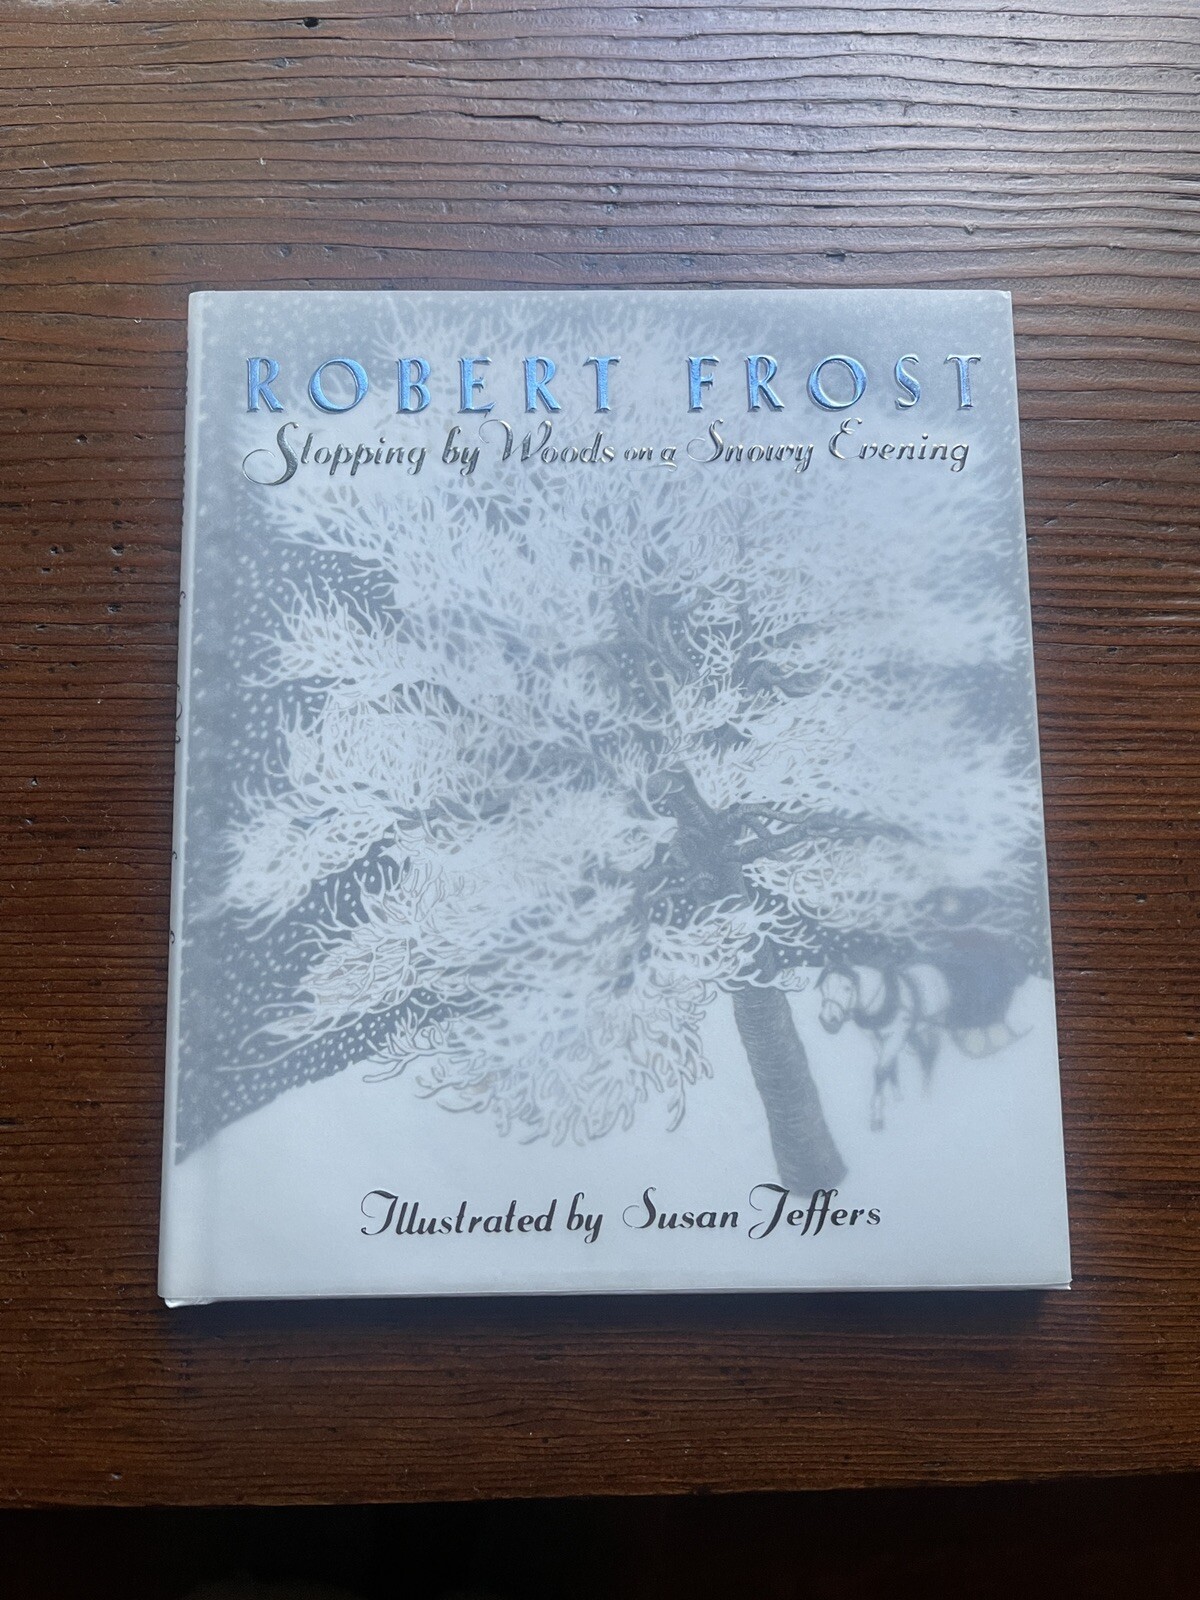 ROBERT FROST
Stopping by Woods on a Snowy Evening
Illustrated by Susan Jeffers